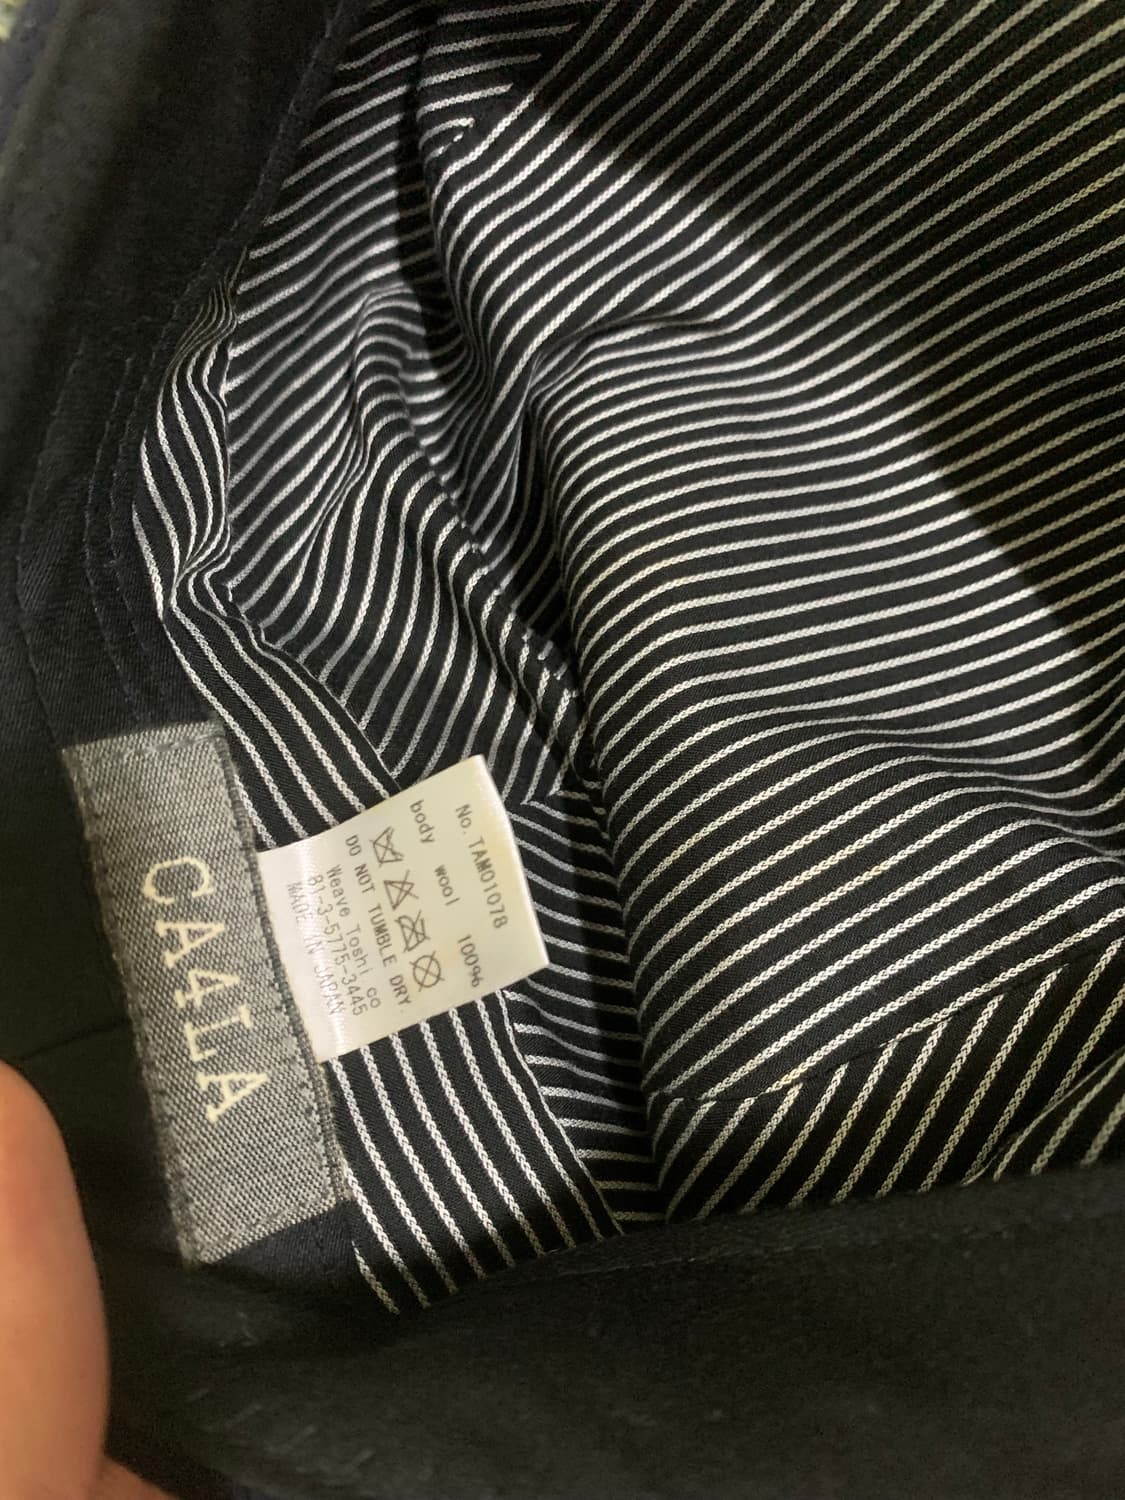 CA4LA
No. TAM01078
body wool 100%
DO NOT TUMBLE DRY.
Weave Toshi co
81-3-5775-3445
MADE IN JAPAN